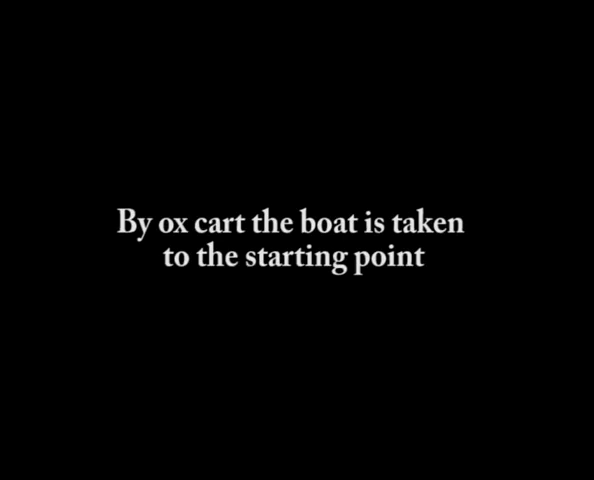 By ox cart the boat is taken
to the starting point